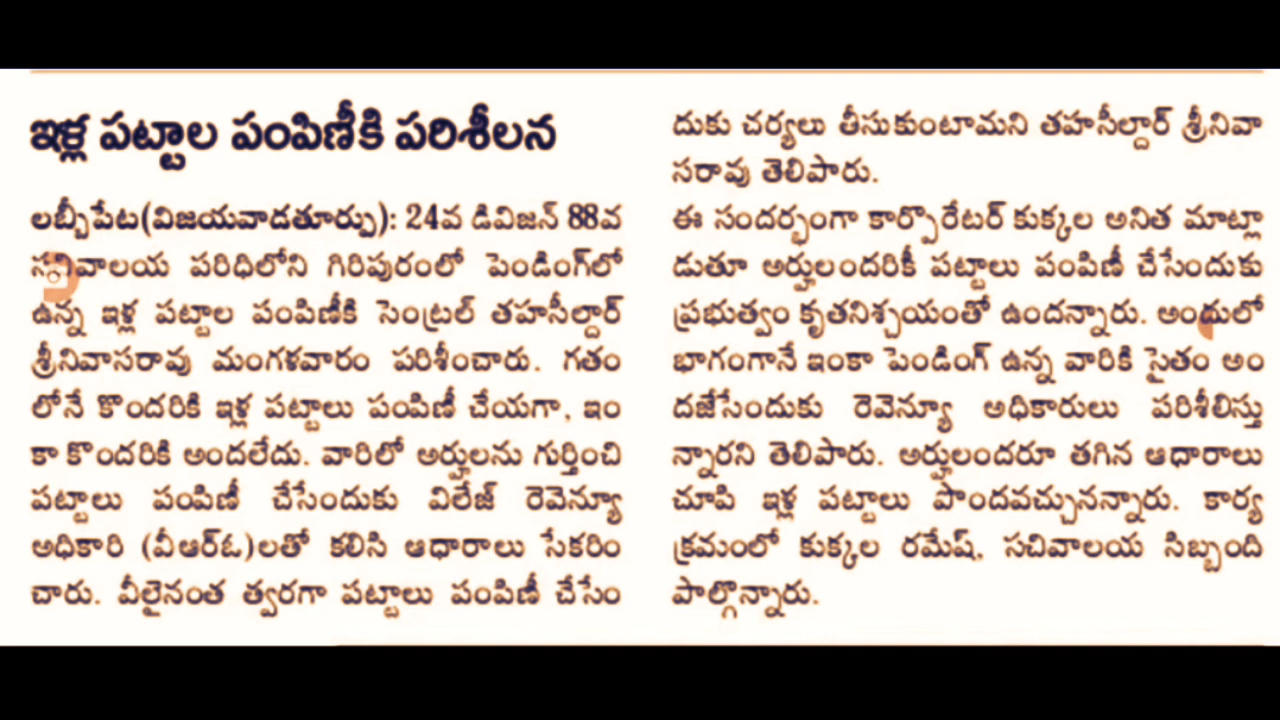 ఇళ్ల పట్టాల పంపిణీకి పరిశీలన
లబ్బీపేట(విజయవాడతూర్పు): 24వ డివిజన్ 88వ
సచివాలయ పరిధిలోని గిరిపురంలో పెండింగ్‌లో
ఉన్న ఇళ్ల పట్టాల పంపిణీకి సెంట్రల్ తహసీల్దార్
శ్రీనివాసరావు మంగళవారం పరిశీంచారు. గతం
లోనే కొందరికి ఇళ్ల పట్టాలు పంపిణీ చేయగా, ఇం
కా కొందరికి అందలేదు. వారిలో అర్హులను గుర్తించి
పట్టాలు పంపిణీ చేసేందుకు విలేజ్ రెవెన్యూ
అధికారి (వీఆర్ఓ)లతో కలిసి ఆధారాలు సేకరిం
చారు. వీలైనంత త్వరగా పట్టాలు పంపిణీ చేసేం
దుకు చర్యలు తీసుకుంటామని తహసీల్దార్ శ్రీనివా
సరావు తెలిపారు.
ఈ సందర్భంగా కార్పొరేటర్ కుక్కల అనిత మాట్లా
డుతూ అర్హులందరికీ పట్టాలు పంపిణీ చేసేందుకు
ప్రభుత్వం కృతనిశ్చయంతో ఉందన్నారు. అందులో
భాగంగానే ఇంకా పెండింగ్ ఉన్న వారికి సైతం అం
దజేసేందుకు రెవెన్యూ అధికారులు పరిశీలిస్తు
న్నారని తెలిపారు. అర్హులందరూ తగిన ఆధారాలు
చూపి ఇళ్ల పట్టాలు పొందవచ్చునన్నారు. కార్య
క్రమంలో కుక్కల రమేష్, సచివాలయ సిబ్బంది
పాల్గొన్నారు.